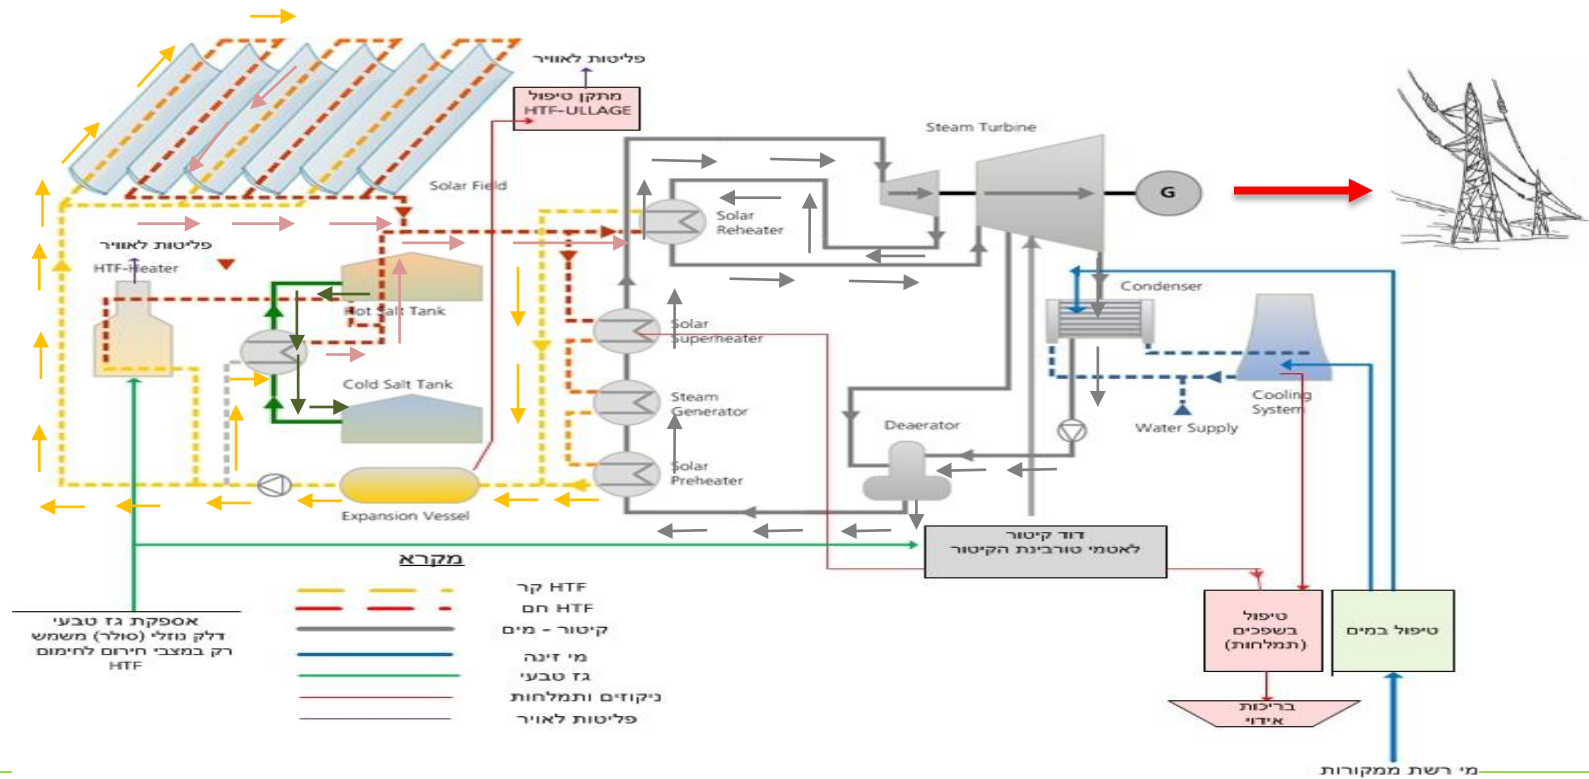 פליטות לאוויר
מתקן טיפול
HTF-ULLAGE
Solar Field
Steam Turbine
G
Solar
Reheater
פליטות לאוויר
HTF-Heater
Hot Salt Tank
Solar
Superheater
Condenser
Cold Salt Tank
Steam
Generator
Cooling
System
Water Supply
Deaerator
Solar
Preheater
Expansion Vessel
דוד קיטור
לאטמי טורבינת הקיטור
מקרא
HTF קר
HTF חם
קיטור - מים
מי זינה
גז טבעי
ניקוזים ותמלחות
פליטות לאויר
אספקת גז טבעי
דלק נוזלי (סולר) משמש
רק במצבי חירום לחימום
HTF
טיפול
בשפכים
(תמלחות)
טיפול במים
בריכות
אידוי
מי רשת ממקורות